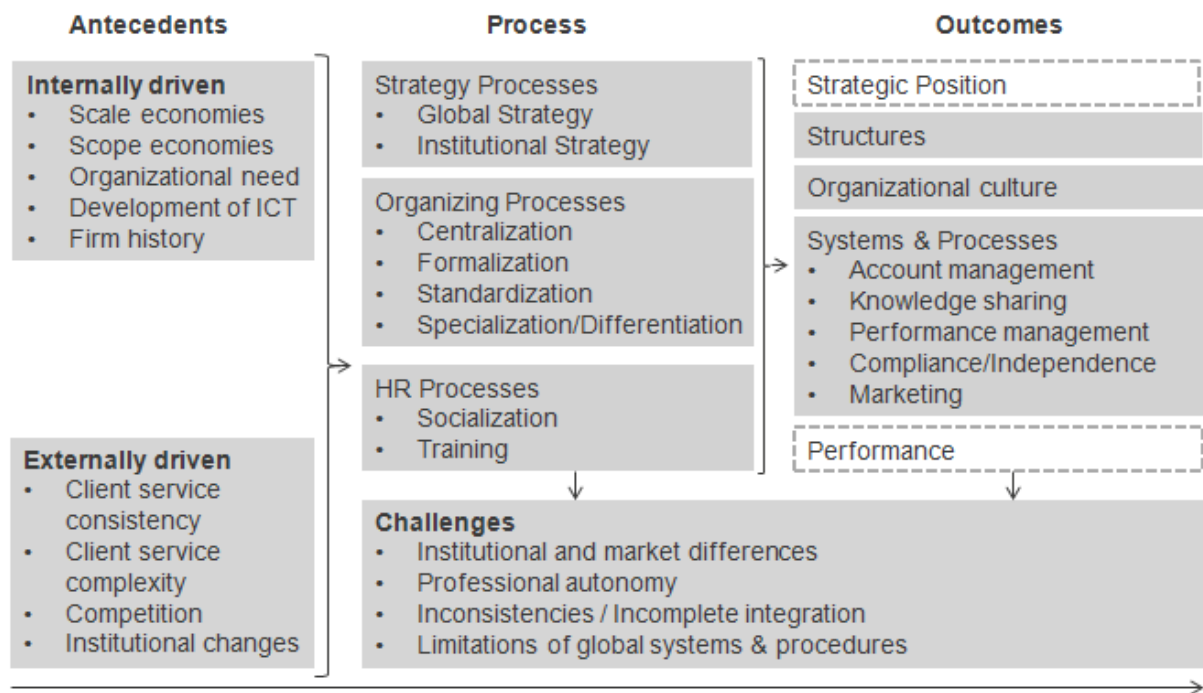 Antecedents
Internally driven
• Scale economies
• Scope economies
• Organizational need
• Development of ICT
• Firm history
Externally driven
• Client service
consistency
• Client service
complexity
• Competition
• Institutional changes
Process
Strategy Processes
• Global Strategy
• Institutional Strategy
Organizing Processes
• Centralization
• Formalization
• Standardization
• Specialization/Differentiation
HR Processes
• Socialization
• Training
Outcomes
Strategic Position
Structures
Organizational culture
Systems & Processes
• Account management
• Knowledge sharing
• Performance management
• Compliance/Independence
• Marketing
Performance
Challenges
• Institutional and market differences
• Professional autonomy
• Inconsistencies / Incomplete integration
• Limitations of global systems & procedures